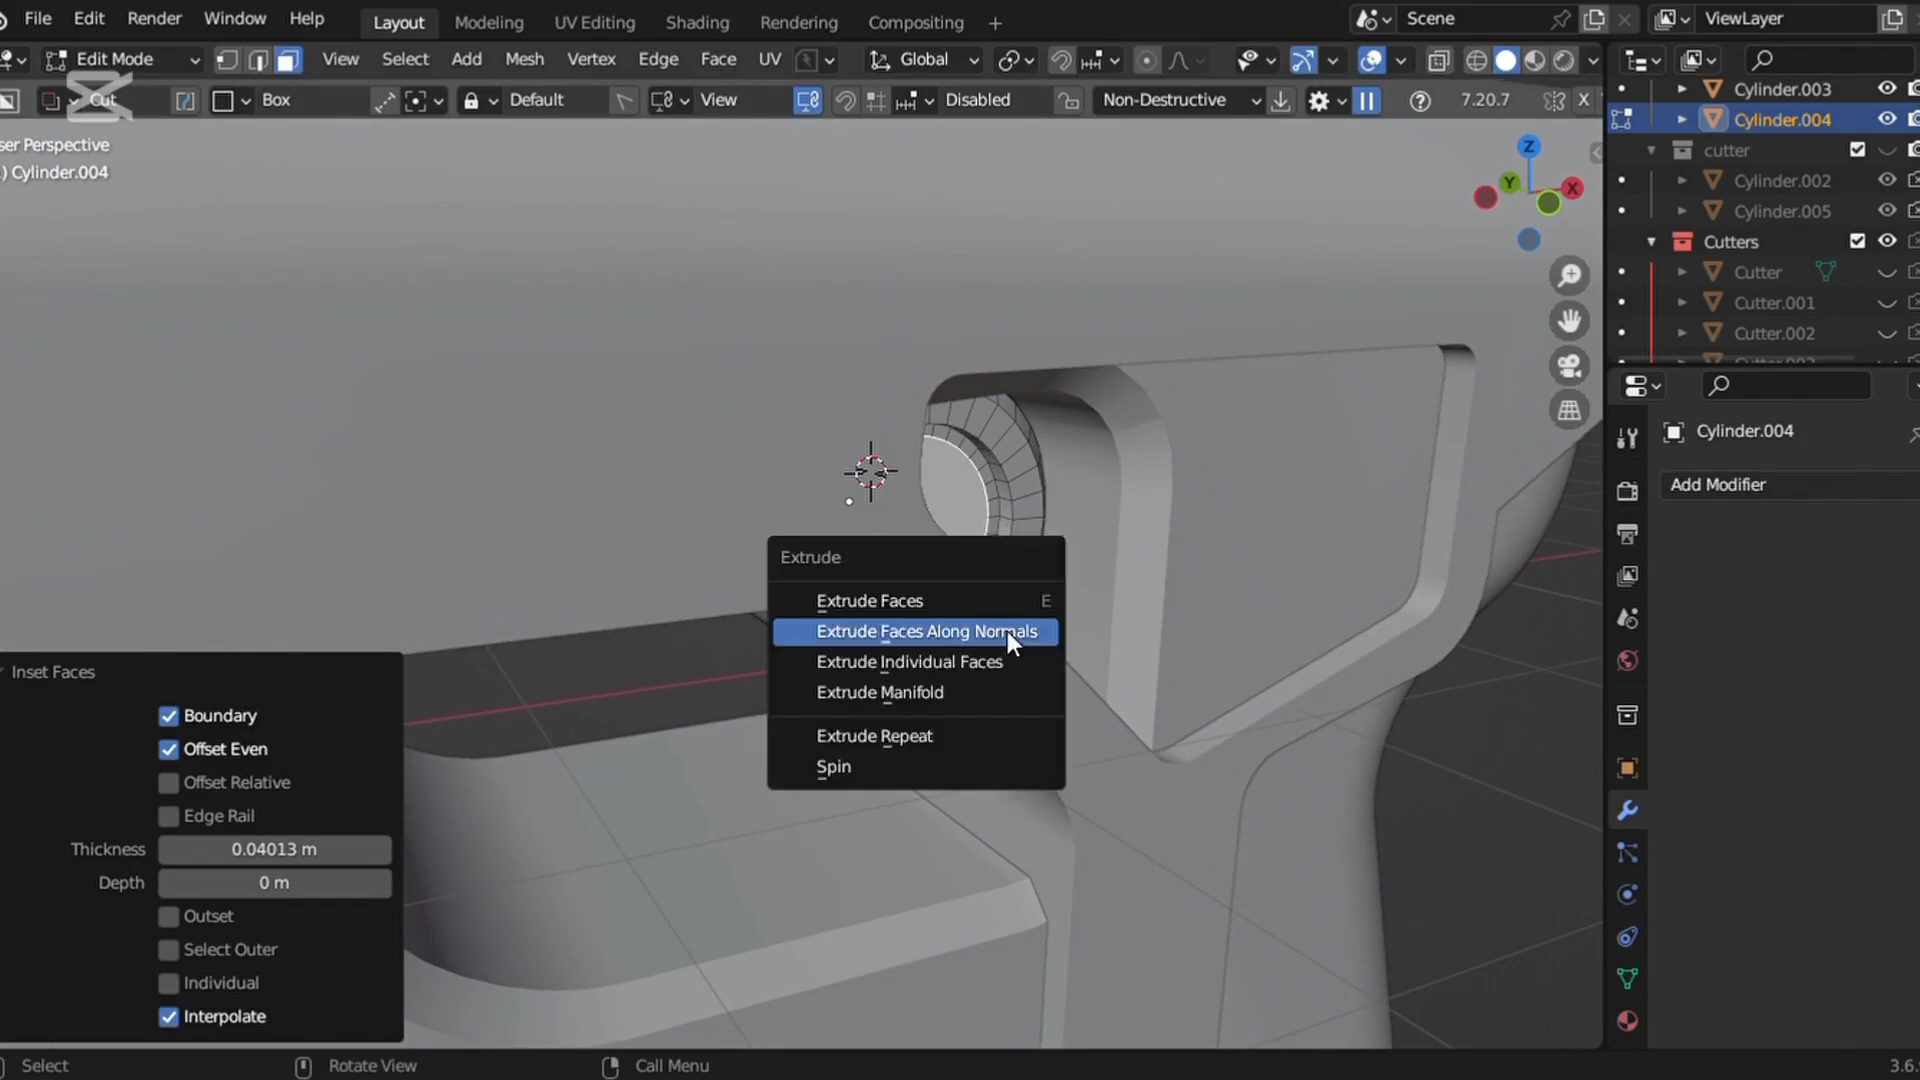 File Edit Render Window Help Layout Modeling UV Editing Shading Rendering Compositing + Scene ViewLayer
Edit Mode View Select Add Mesh Vertex Edge Face UV Global
Cut Box Default View Disabled Non-Destructive 7.20.7 X
ser Perspective
) Cylinder.004
Z
Y
X
Cylinder.003
Cylinder.004
cutter
Cylinder.002
Cylinder.005
Cutters
Cutter
Cutter.001
Cutter.002
Cylinder.004
Add Modifier
Extrude
Extrude Faces E
Extrude Faces Along Normals
Extrude Individual Faces
Extrude Manifold
Extrude Repeat
Spin
Inset Faces
Boundary
Offset Even
Offset Relative
Edge Rail
Thickness 0.04013 m
Depth 0 m
Outset
Select Outer
Individual
Interpolate
Select Rotate View Call Menu 3.6.